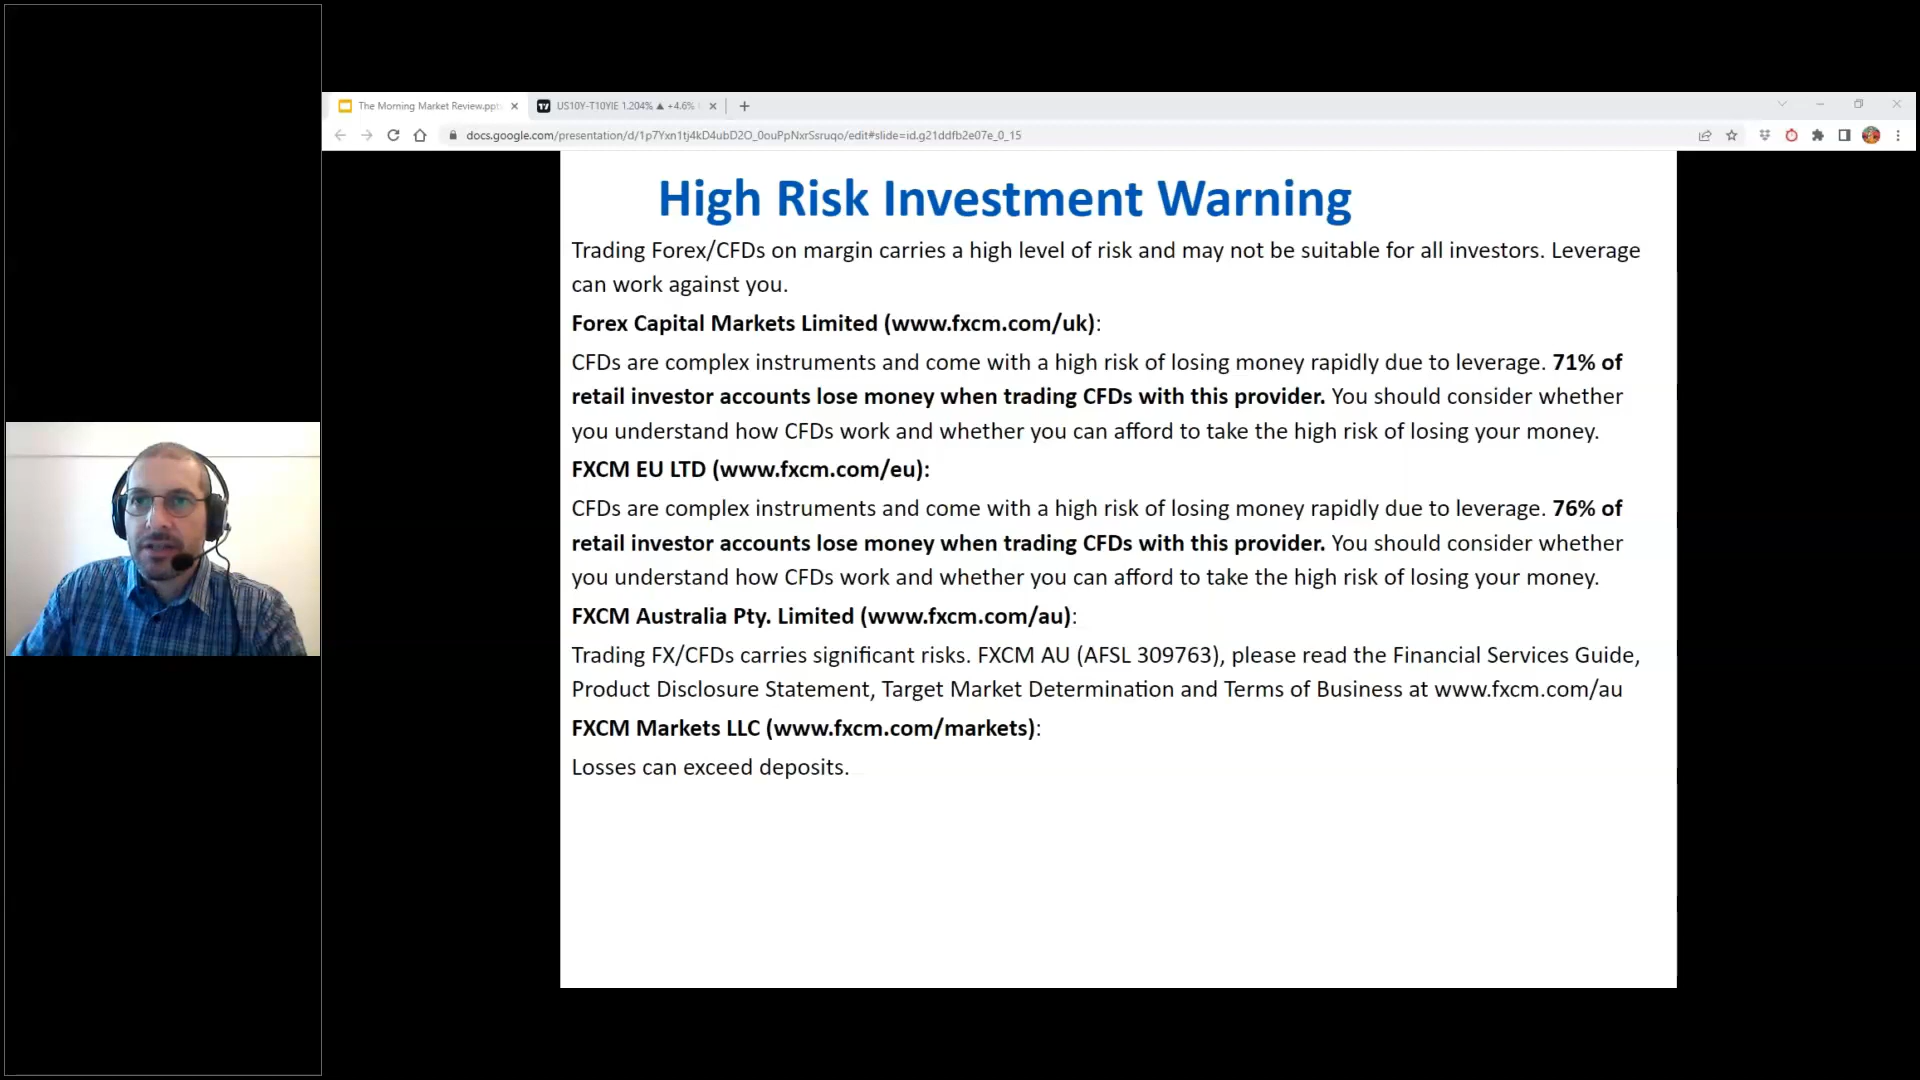 The Morning Market Review.ppt
US10Y-T10YIE 1.204% ▲ +4.6%
docs.google.com/presentation/d/1p7Yxn1tj4kD4ubD2O_0ouPpNxrSsruqo/edit#slide=id.g21ddfb2e07e_0_15
High Risk Investment Warning
Trading Forex/CFDs on margin carries a high level of risk and may not be suitable for all investors. Leverage
can work against you.
Forex Capital Markets Limited (www.fxcm.com/uk):
CFDs are complex instruments and come with a high risk of losing money rapidly due to leverage. 71% of
retail investor accounts lose money when trading CFDs with this provider. You should consider whether
you understand how CFDs work and whether you can afford to take the high risk of losing your money.
FXCM EU LTD (www.fxcm.com/eu):
CFDs are complex instruments and come with a high risk of losing money rapidly due to leverage. 76% of
retail investor accounts lose money when trading CFDs with this provider. You should consider whether
you understand how CFDs work and whether you can afford to take the high risk of losing your money.
FXCM Australia Pty. Limited (www.fxcm.com/au):
Trading FX/CFDs carries significant risks. FXCM AU (AFSL 309763), please read the Financial Services Guide,
Product Disclosure Statement, Target Market Determination and Terms of Business at www.fxcm.com/au
FXCM Markets LLC (www.fxcm.com/markets):
Losses can exceed deposits.